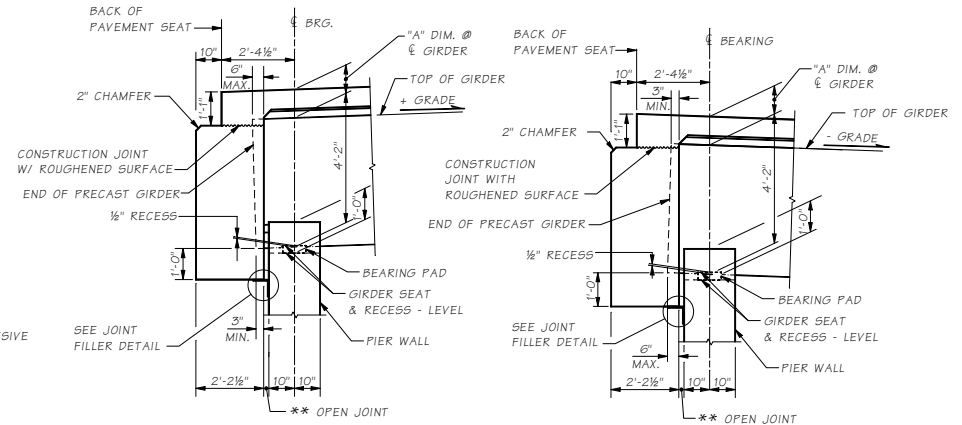 BACK OF
PAVEMENT SEAT
℄ BRG.
10"
2'-4½"
"A" DIM. @
℄ GIRDER
6"
MAX.
TOP OF GIRDER
2" CHAMFER
1'-1"
+ GRADE
CONSTRUCTION JOINT
W/ ROUGHENED SURFACE
4'-2"
END OF PRECAST GIRDER
1'-0"
½" RECESS
1'-0"
BEARING PAD
GIRDER SEAT
& RECESS - LEVEL
SIVE
SEE JOINT
FILLER DETAIL
3"
MIN.
PIER WALL
2'-2½"
10"
10"
** OPEN JOINT
BACK OF
PAVEMENT SEAT
℄ BEARING
10"
2'-4½"
"A" DIM. @
℄ GIRDER
3"
MIN.
TOP OF GIRDER
2" CHAMFER
1'-1"
- GRADE
CONSTRUCTION
JOINT WITH
ROUGHENED SURFACE
4'-2"
END OF PRECAST GIRDER
1'-0"
½" RECESS
1'-0"
BEARING PAD
GIRDER SEAT
& RECESS - LEVEL
SEE JOINT
FILLER DETAIL
6"
MAX.
PIER WALL
2'-2½"
10"
10"
** OPEN JOINT